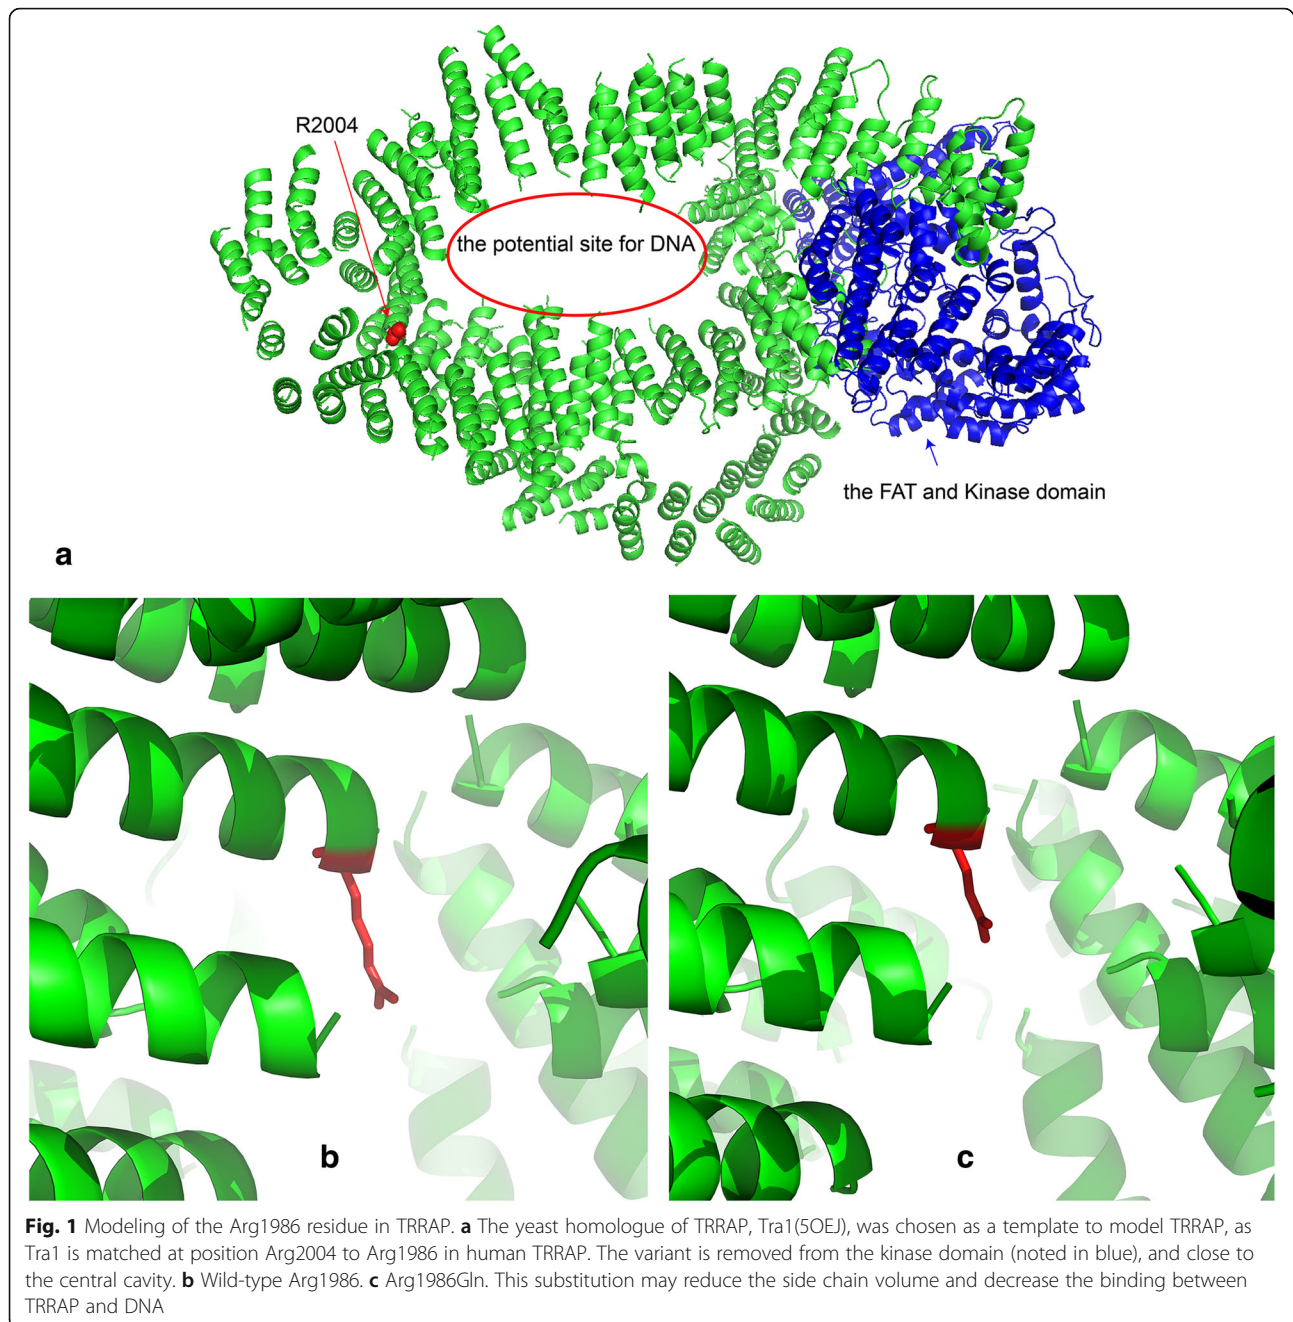 R2004
the potential site for DNA
the FAT and Kinase domain
a
b
c
Fig. 1 Modeling of the Arg1986 residue in TRRAP. a The yeast homologue of TRRAP, Tra1(5OEJ), was chosen as a template to model TRRAP, as
Tra1 is matched at position Arg2004 to Arg1986 in human TRRAP. The variant is removed from the kinase domain (noted in blue), and close to
the central cavity. b Wild-type Arg1986. c Arg1986Gln. This substitution may reduce the side chain volume and decrease the binding between
TRRAP and DNA